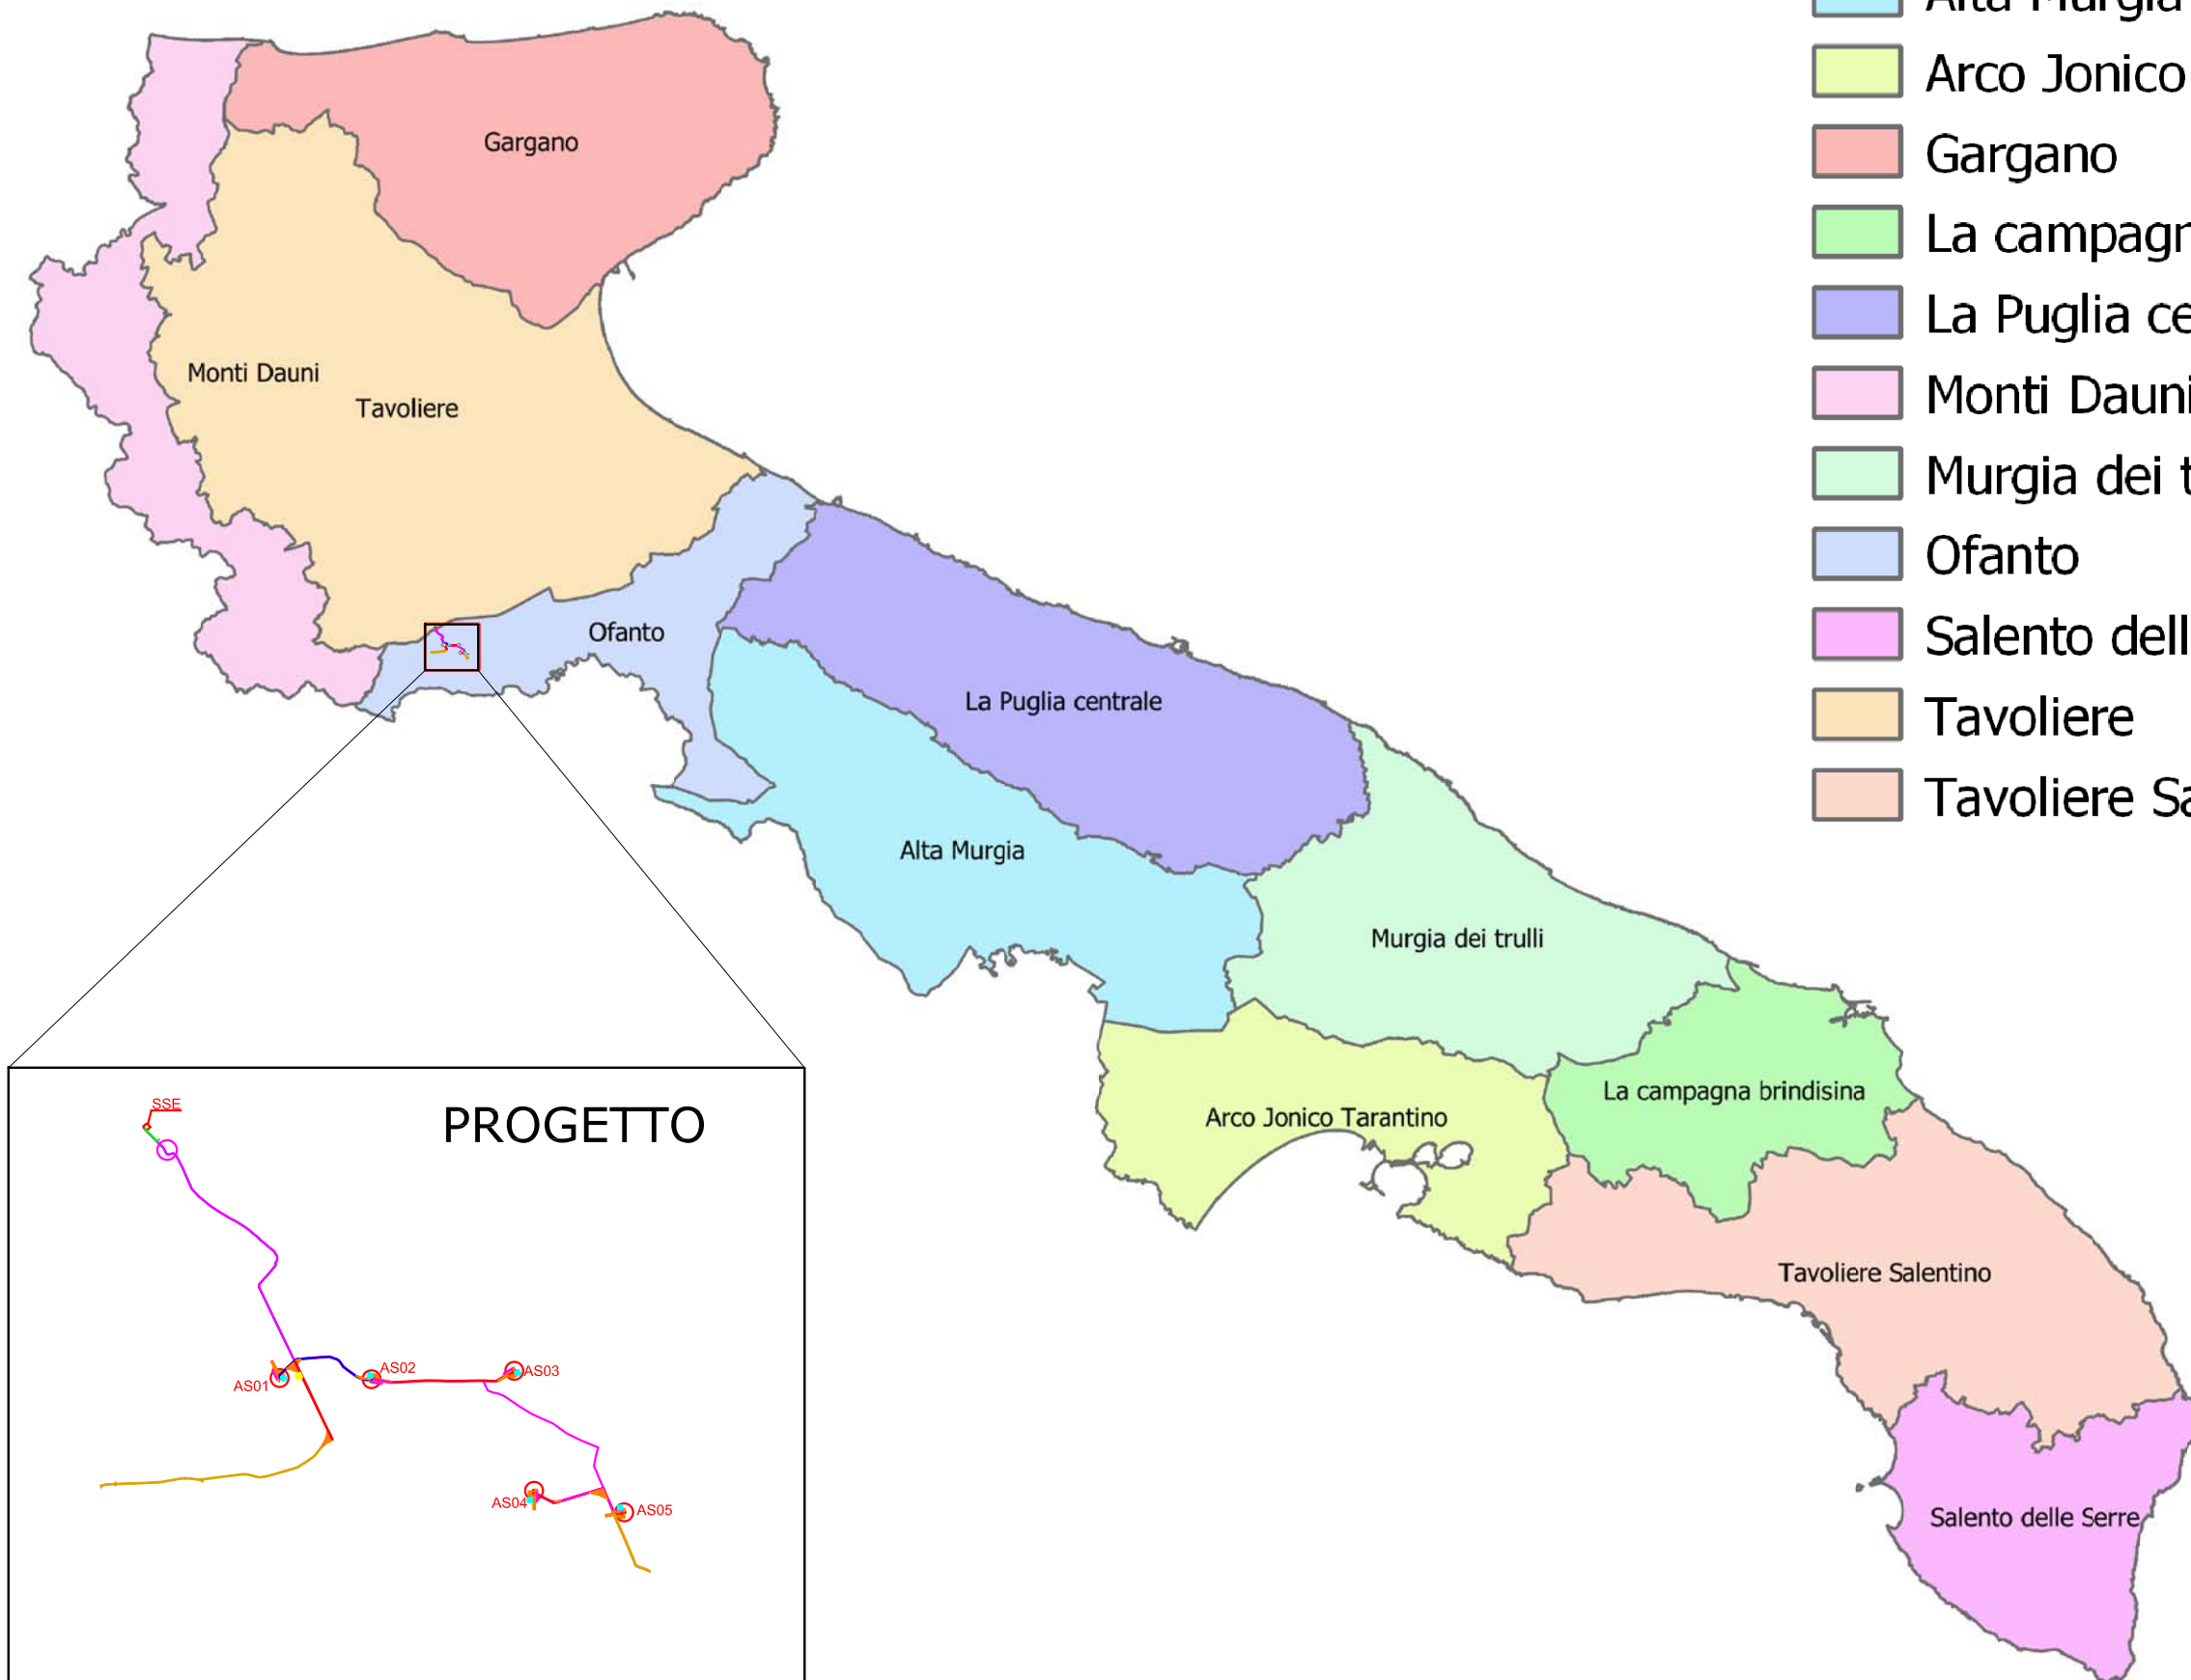 Alta Murgia
Arco Jonico
Gargano
La campagn
La Puglia ce
Monti Dauni
Murgia dei t
Ofanto
Salento dell
Tavoliere
Tavoliere Sa
Gargano
Monti Dauni
Tavoliere
Ofanto
La Puglia centrale
Alta Murgia
Murgia dei trulli
La campagna brindisina
Arco Jonico Tarantino
Tavoliere Salentino
Salento delle Serre
PROGETTO
SSE
AS01
AS02
AS03
AS04
AS05